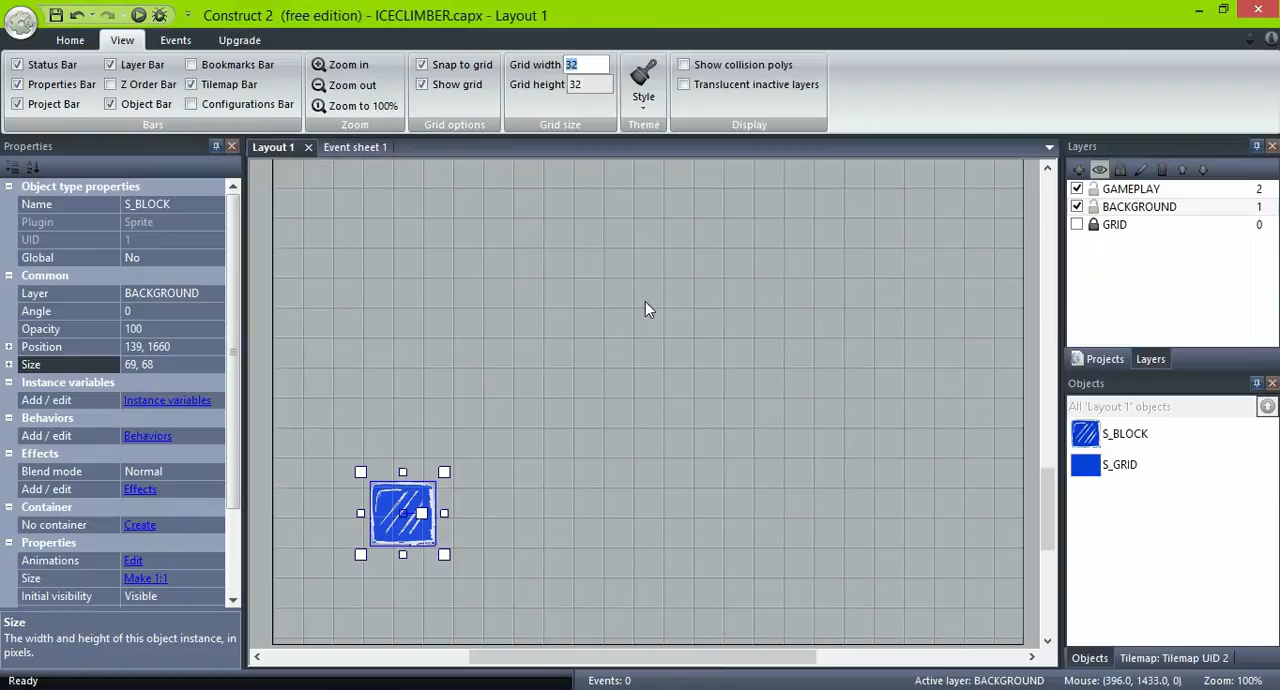 Construct 2 (free edition) - ICECLIMBER.capx - Layout 1
Home View Events Upgrade
Status Bar Layer Bar Bookmarks Bar Zoom in Snap to grid Grid width 32 Show collision polys
Properties Bar Z Order Bar Tilemap Bar Zoom out Show grid Grid height 32 Translucent inactive layers
Project Bar Object Bar Configurations Bar Zoom to 100% Style
Bars Zoom Grid options Grid size Theme Display
Properties Layout 1 Event sheet 1 Layers
Object type properties
Name S_BLOCK
Plugin Sprite
UID 1
Global No
Common
Layer BACKGROUND
Angle 0
Opacity 100
Position 139, 1660
Size 69, 68
Instance variables
Add / edit Instance variables
Behaviors
Add / edit Behaviors
Effects
Blend mode Normal
Add / edit Effects
Container
No container Create
Properties
Animations Edit
Size Make 1:1
Initial visibility Visible
Size
The width and height of this object instance, in
pixels.
GAMEPLAY 2
BACKGROUND 1
GRID 0
Projects Layers
Objects
All 'Layout 1' objects
S_BLOCK
S_GRID
Objects Tilemap: Tilemap UID 2
Ready Events: 0 Active layer: BACKGROUND Mouse: (396.0, 1433.0, 0) Zoom: 100%